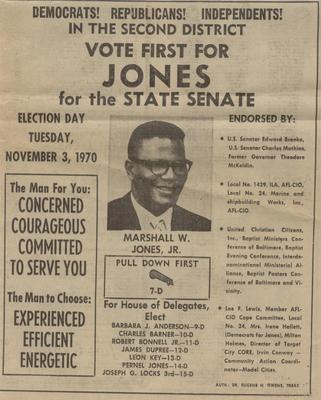 DEMOCRATS! REPUBLICANS! INDEPENDENTS!
IN THE SECOND DISTRICT
VOTE FIRST FOR
JONES
for the STATE SENATE
ELECTION DAY
TUESDAY,
NOVEMBER 3, 1970
The Man For You:
CONCERNED
COURAGEOUS
COMMITTED
TO SERVE YOU
The Man to Choose:
EXPERIENCED
EFFICIENT
ENERGETIC
MARSHALL W.
JONES, JR.
PULL DOWN FIRST
7-D
For House of Delegates,
Elect
BARBARA J. ANDERSON—9-D
CHARLES BARNER—10-D
ROBERT BONNELL JR.—11-D
JAMES DUPREE—12-D
LEON KEY—13-D
PERNEL JONES—14-D
JOSEPH G. LOCKS 3rd—15-D
ENDORSED BY:
• U.S. Senator Edward Brooke,
U.S. Senator Charles Mathias,
Former Governor Theodore
McKeldin.
• Local No. 1429, ILA, AFL-CIO,
Local No. 24, Marine and
shipbuilding Works, Inc.,
AFL-CIO.
• United Christian Citizens,
Inc., Baptist Ministers Con-
ference of Baltimore, Baptist
Evening Conference, Interde-
nominational Ministerial Al-
liance, Baptist Pastors Con-
ference of Baltimore and Vi-
cinity.
• Lee F. Lewis, Member AFL-
CIO Cope Committee, Local
No. 24, Mrs. Irene Hallett,
(Democrats for Jones), Milton
Holmes, Director of Target
City CORE, Irvin Conway—
Community Action Coordi-
nator—Model Cities.
AUTH: DR. EUGENE H. OWENS, TREAS.